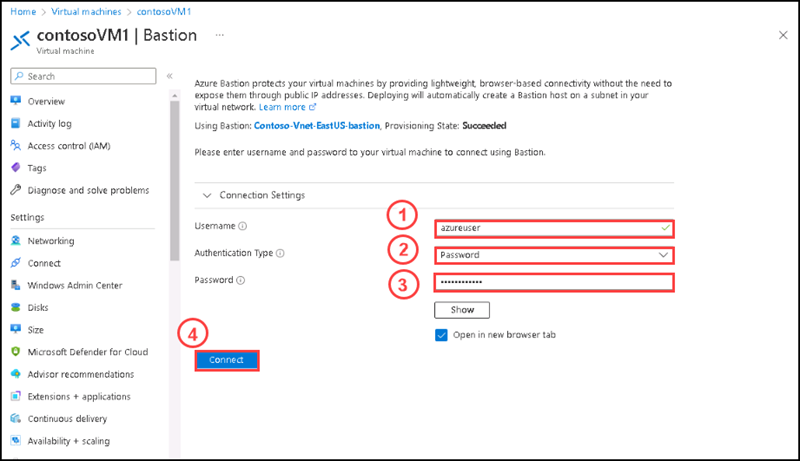 Home > Virtual machines > contosoVM1
contosoVM1 | Bastion ...
Virtual machine
Search
«
Overview
Activity log
Access control (IAM)
Tags
Diagnose and solve problems
Settings
Networking
Connect
Windows Admin Center
Disks
Size
Microsoft Defender for Cloud
Advisor recommendations
Extensions + applications
Continuous delivery
Availability + scaling
Azure Bastion protects your virtual machines by providing lightweight, browser-based connectivity without the need to
expose them through public IP addresses. Deploying will automatically create a Bastion host on a subnet in your
virtual network. Learn more
Using Bastion: Contoso-Vnet-EastUS-bastion, Provisioning State: Succeeded
Please enter username and password to your virtual machine to connect using Bastion.
Connection Settings
Username 1 azureuser
Authentication Type 2 Password
Password 3 ••••••••••••
Show
Open in new browser tab
4
Connect